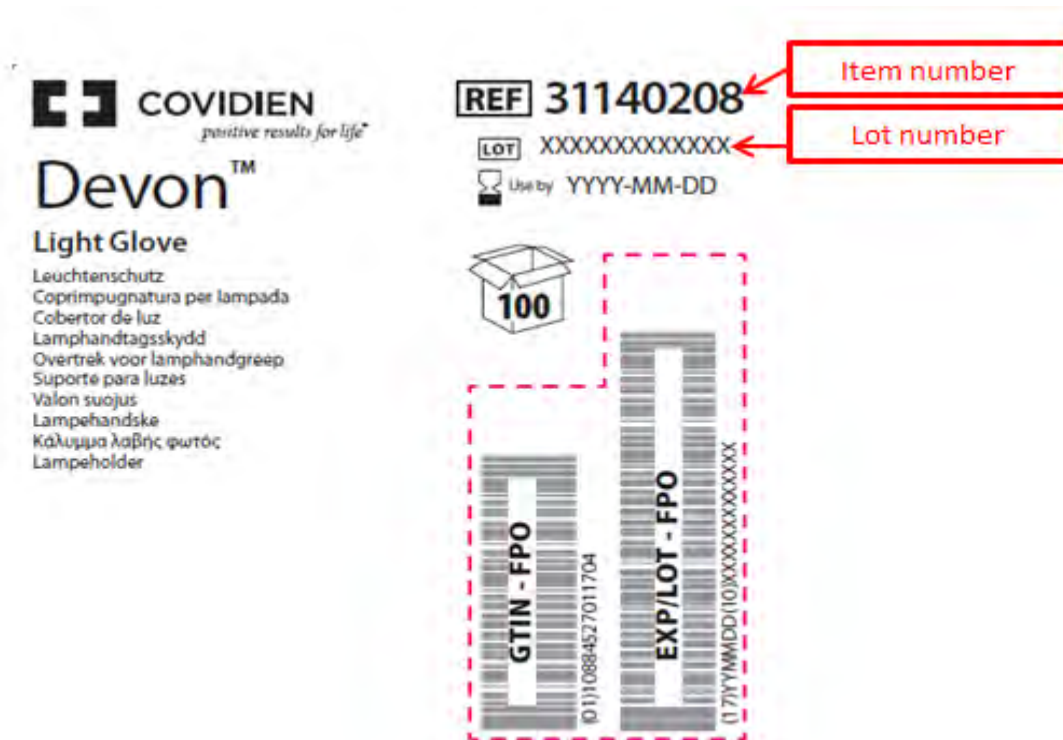 COVIDIEN
positive results for life™
Devon™
Light Glove
Leuchtenschutz
Coprimpugnatura per lampada
Cobertor de luz
Lamphandtagsskydd
Overtrek voor lamphandgreep
Suporte para luzes
Valon suojus
Lampehandske
Κάλυμμα λαβής φωτός
Lampeholder
REF 31140208
LOT XXXXXXXXXXXXX
Use by YYYY-MM-DD
100
GTIN - FPO
(01)10884527011704
EXP/LOT - FPO
(17)YYMMDD(10)XXXXXXXXXXXXX
Item number
Lot number